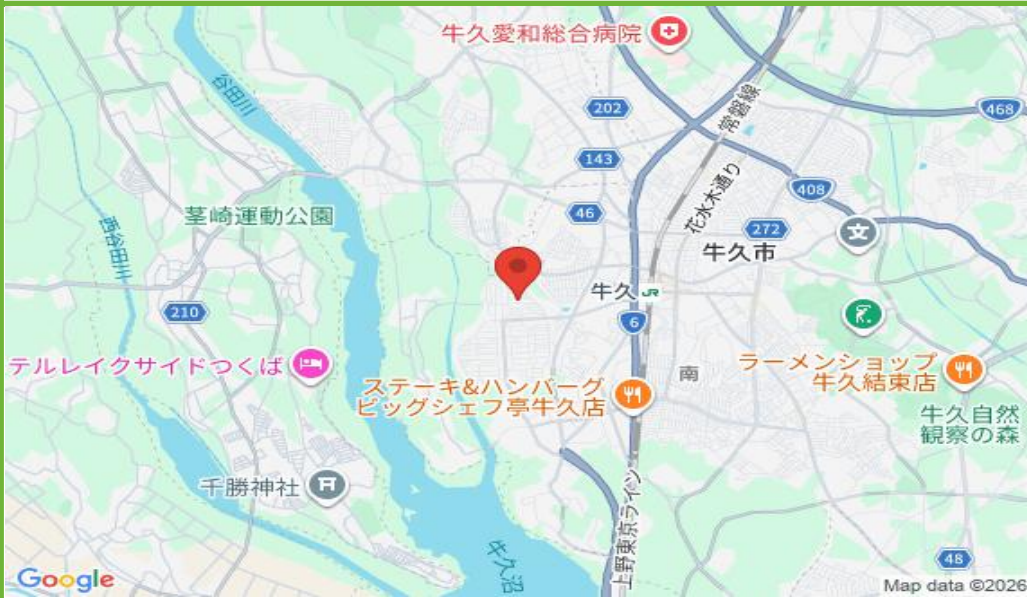 牛久愛和総合病院
谷田川
202
468
常磐線
143
408
花水木通り
茎崎運動公園
46
272
西谷田川
牛久市
牛久
JR
210
6
テルレイクサイドつくば
ステーキ&ハンバーグ
ビッグシェフ亭牛久店
南
ラーメンショップ
牛久結束店
牛久自然
観察の森
千勝神社
上野東京ライン
牛久沼
48
文
Google
Map data ©2026